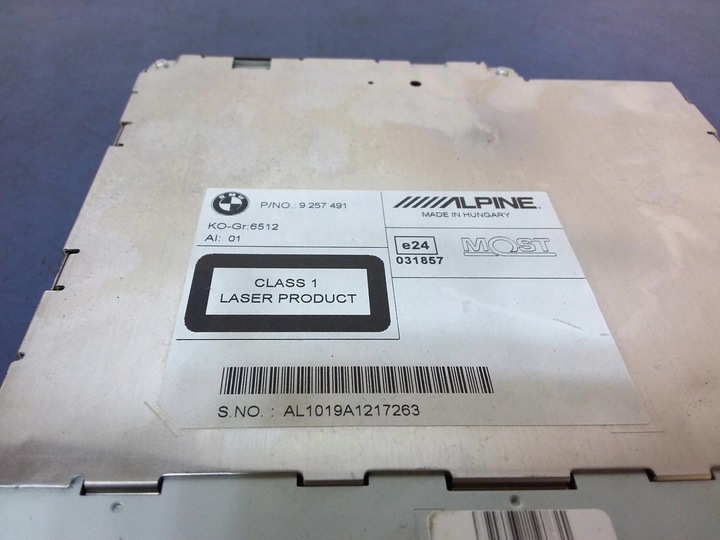 BMW
P/NO.: 9 257 491
KO-Gr:6512
AI: 01
CLASS 1
LASER PRODUCT
ALPINE
MADE IN HUNGARY
e24
031857
MOST
S.NO. : AL1019A1217263